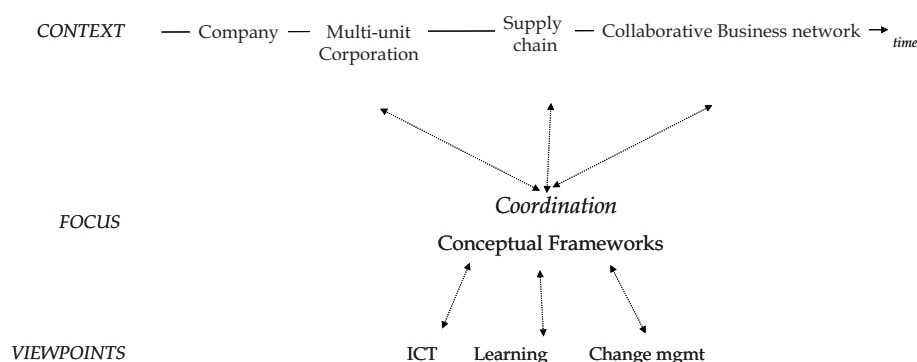 CONTEXT Company Multi-unit Corporation Supply chain Collaborative Business network time
FOCUS Coordination
Conceptual Frameworks
VIEWPOINTS ICT Learning Change mgmt